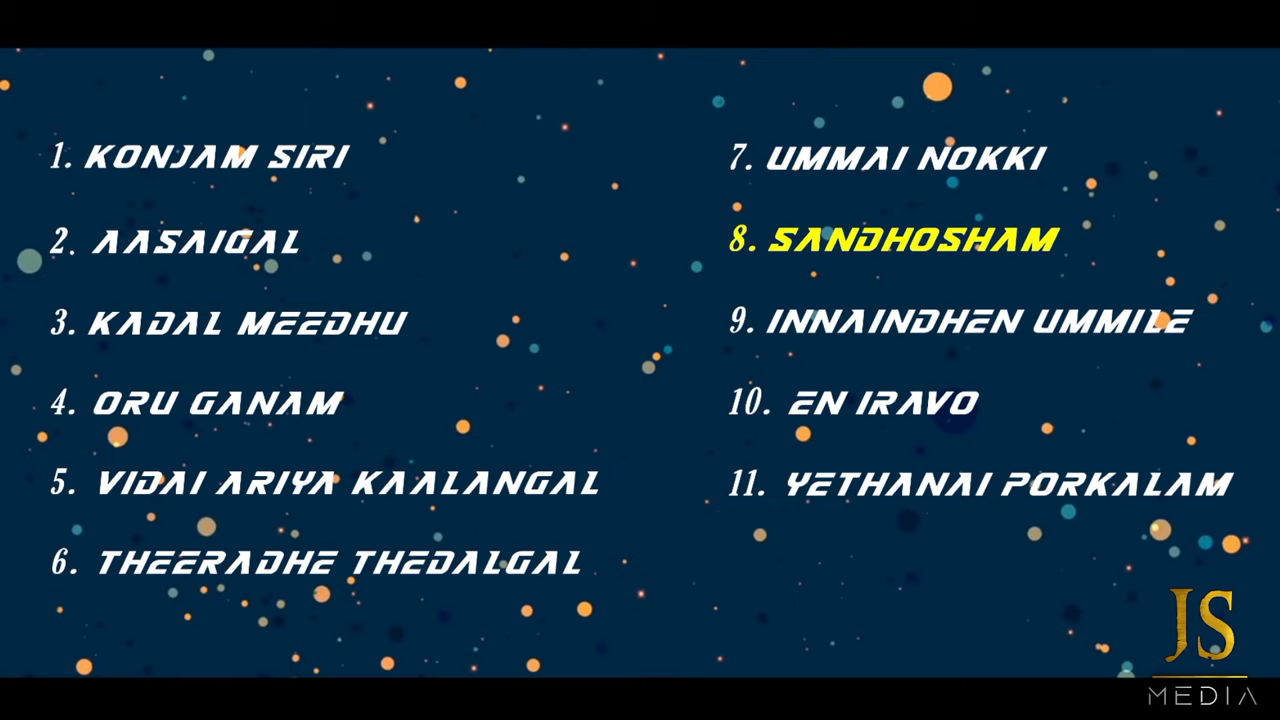 1. KONJAM SIRI
2. AASAIGAL
3. KADAL MEEDHU
4. ORU GANAM
5. VIDAI ARIYA KAALANGAL
6. THEERADHE THEDALGAL
7. UMMAI NOKKI
8. SANDHOSHAM
9. INNAINDHEN UMMILE
10. EN IRAVO
11. YETHANAI PORKALAM
JS
MEDIA